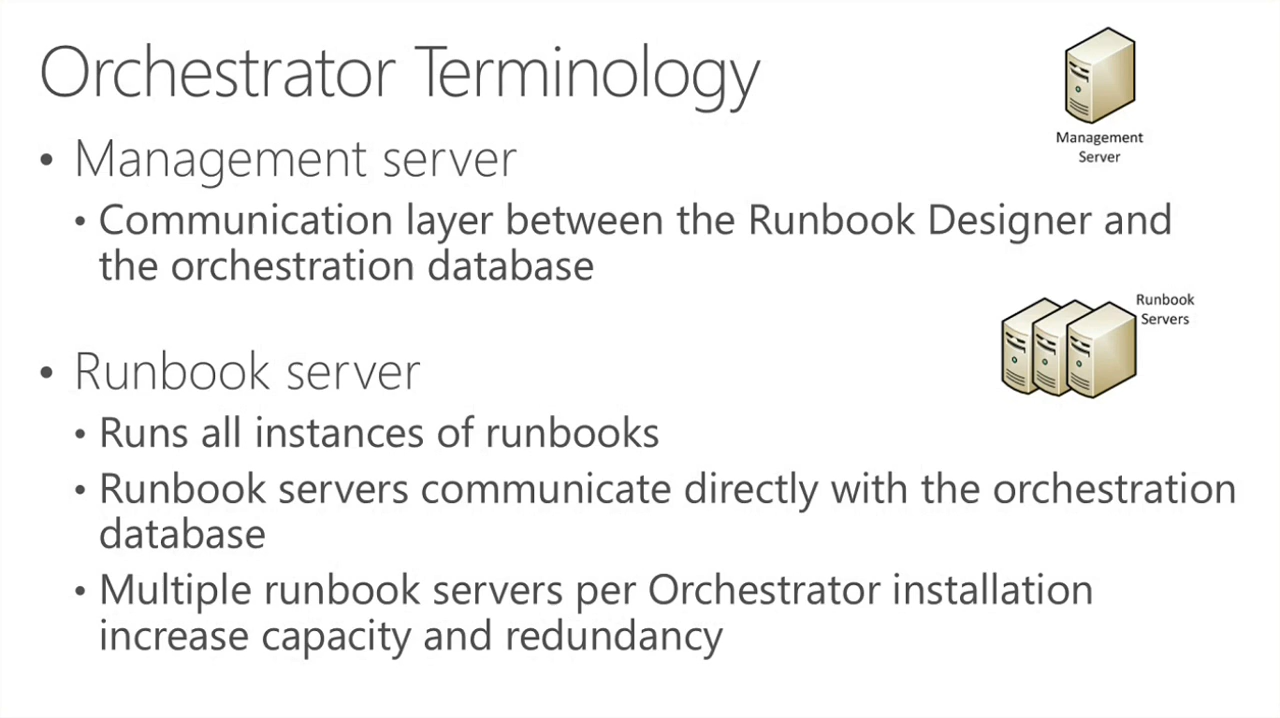 Orchestrator Terminology
Management
Server
• Management server
• Communication layer between the Runbook Designer and
the orchestration database
Runbook
Servers
• Runbook server
• Runs all instances of runbooks
• Runbook servers communicate directly with the orchestration
database
• Multiple runbook servers per Orchestrator installation
increase capacity and redundancy